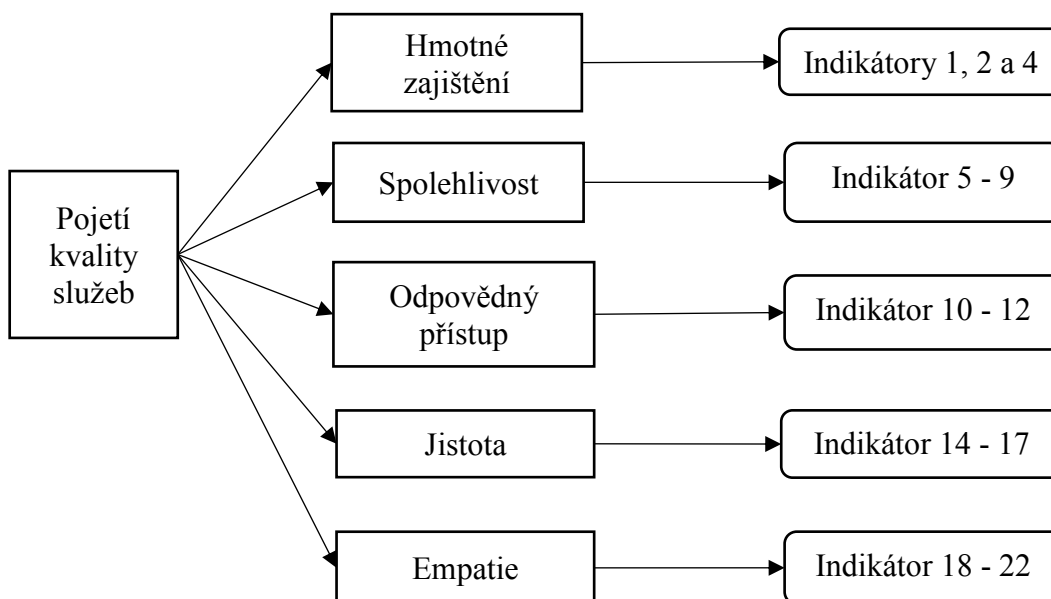 Pojetí
kvality
služeb
Hmotné
zajištění
Indikátory 1, 2 a 4
Spolehlivost
Indikátor 5 - 9
Odpovědný
přístup
Indikátor 10 - 12
Jistota
Indikátor 14 - 17
Empatie
Indikátor 18 - 22